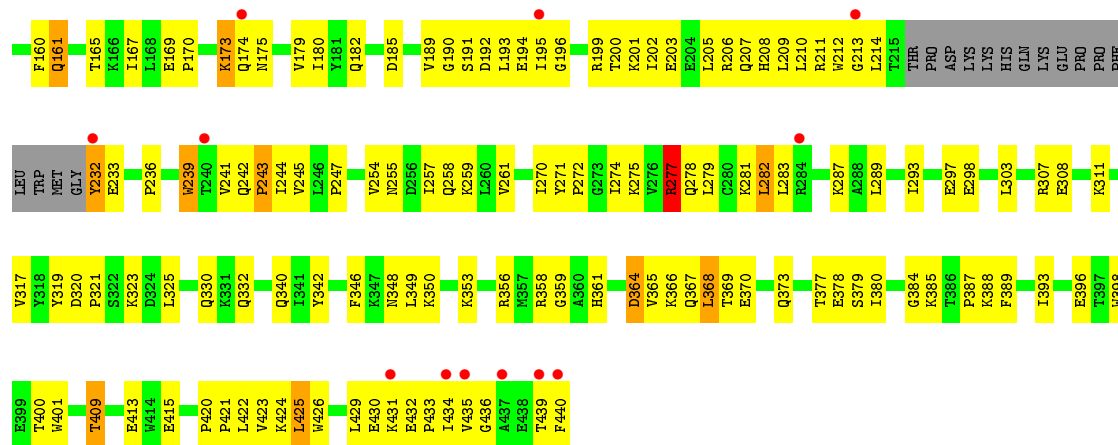 F160 Q161 T165 K166 I167 L168 E169 P170 K173 Q174 N175 V179 I180 Y181 Q182 D185 V189 G190 S191 D192 L193 E194 I195 G196 R199 T200 K201 I202 E203 E204 L205 R206 Q207 H208 L209 L210 R211 W212 G213 L214 T215 THR PRO ASP LYS LYS HIS GLN LYS GLU PRO PRO PHE
LEU TRP MET GLY Y232 E233 P236 W239 T240 V241 Q242 P243 I244 V245 L246 P247 V254 N255 D256 I257 Q258 K259 L260 V261 I270 Y271 P272 G273 I274 K275 V276 R277 Q278 L279 C280 K281 L282 L283 R284 K287 A288 L289 I293 E297 E298 L303 R307 E308 K311
V317 Y318 Y319 D320 P321 S322 K323 D324 L325 Q330 K331 Q332 Q340 I341 Y342 F346 K347 N348 L349 K350 K353 R356 M357 R358 G359 A360 H361 D364 V365 K366 Q367 L368 T369 E370 Q373 T377 E378 S379 I380 G384 K385 T386 P387 K388 F389 I393 E396 T397 W398
E399 T400 W401 T409 E413 W414 E415 P420 P421 L422 V423 K424 L425 W426 L429 E430 K431 E432 P433 I434 V435 G436 A437 E438 T439 F440